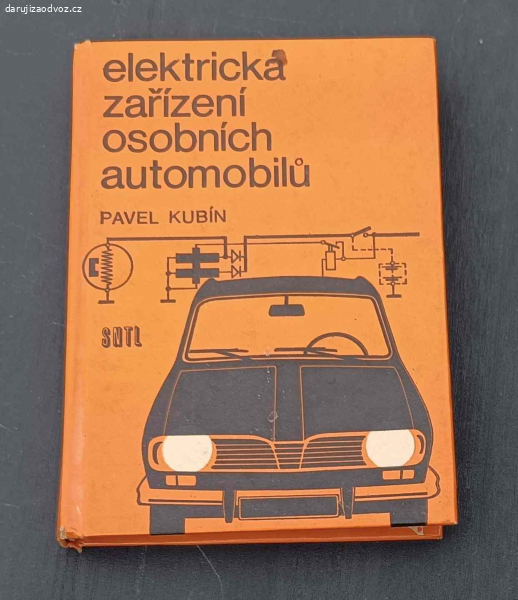 darujizaodvoz.cz
elektrická
zařízení
osobních
automobilů
PAVEL KUBÍN
SNTL